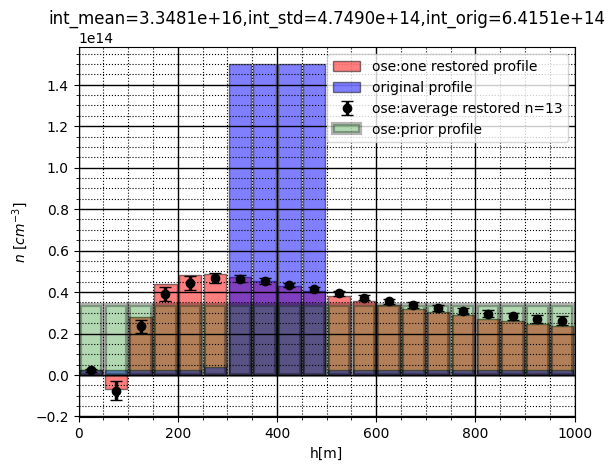 int_mean=3.3481e+16,int_std=4.7490e+14,int_orig=6.4151e+14
1e14
ose:one restored profile
original profile
ose:average restored n=13
ose:prior profile
1.4
1.2
1.0
0.8
0.6
0.4
0.2
0.0
−0.2
n [cm⁻³]
0 200 400 600 800 1000
h[m]